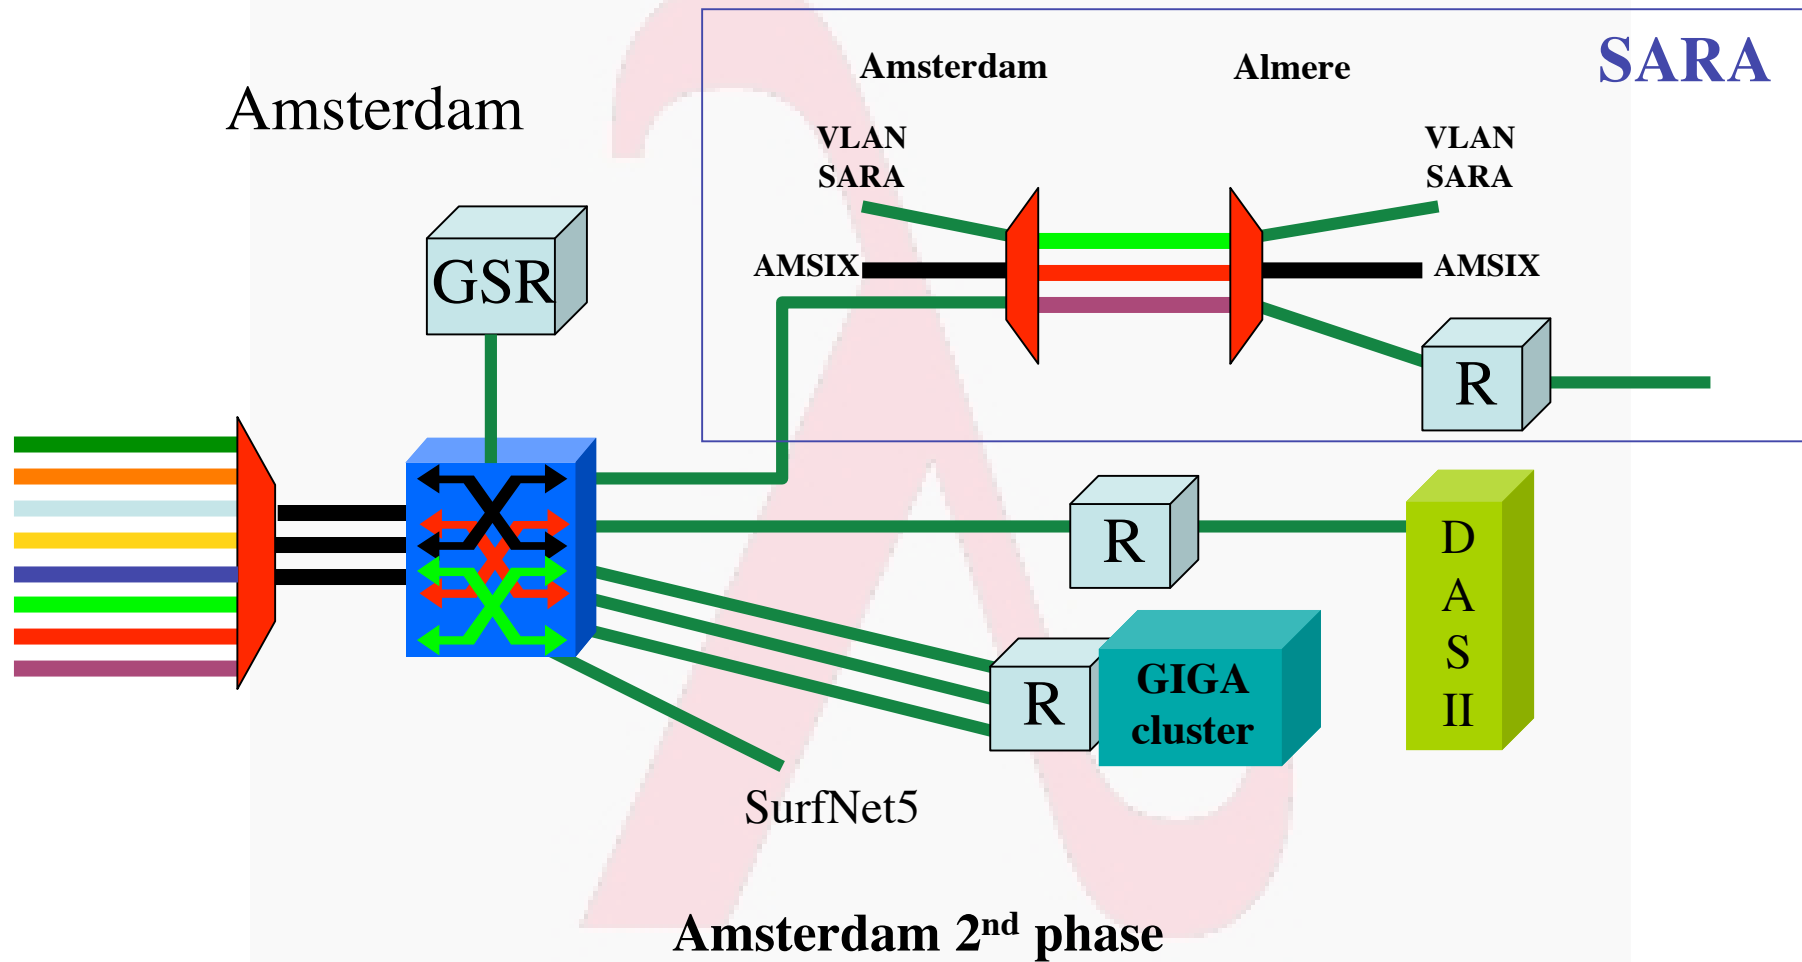 SARA
Amsterdam
Almere
Amsterdam
VLAN
SARA
VLAN
SARA
AMSIX
AMSIX
GSR
R
R
D
A
S
II
R
GIGA
cluster
SurfNet5
Amsterdam 2nd phase